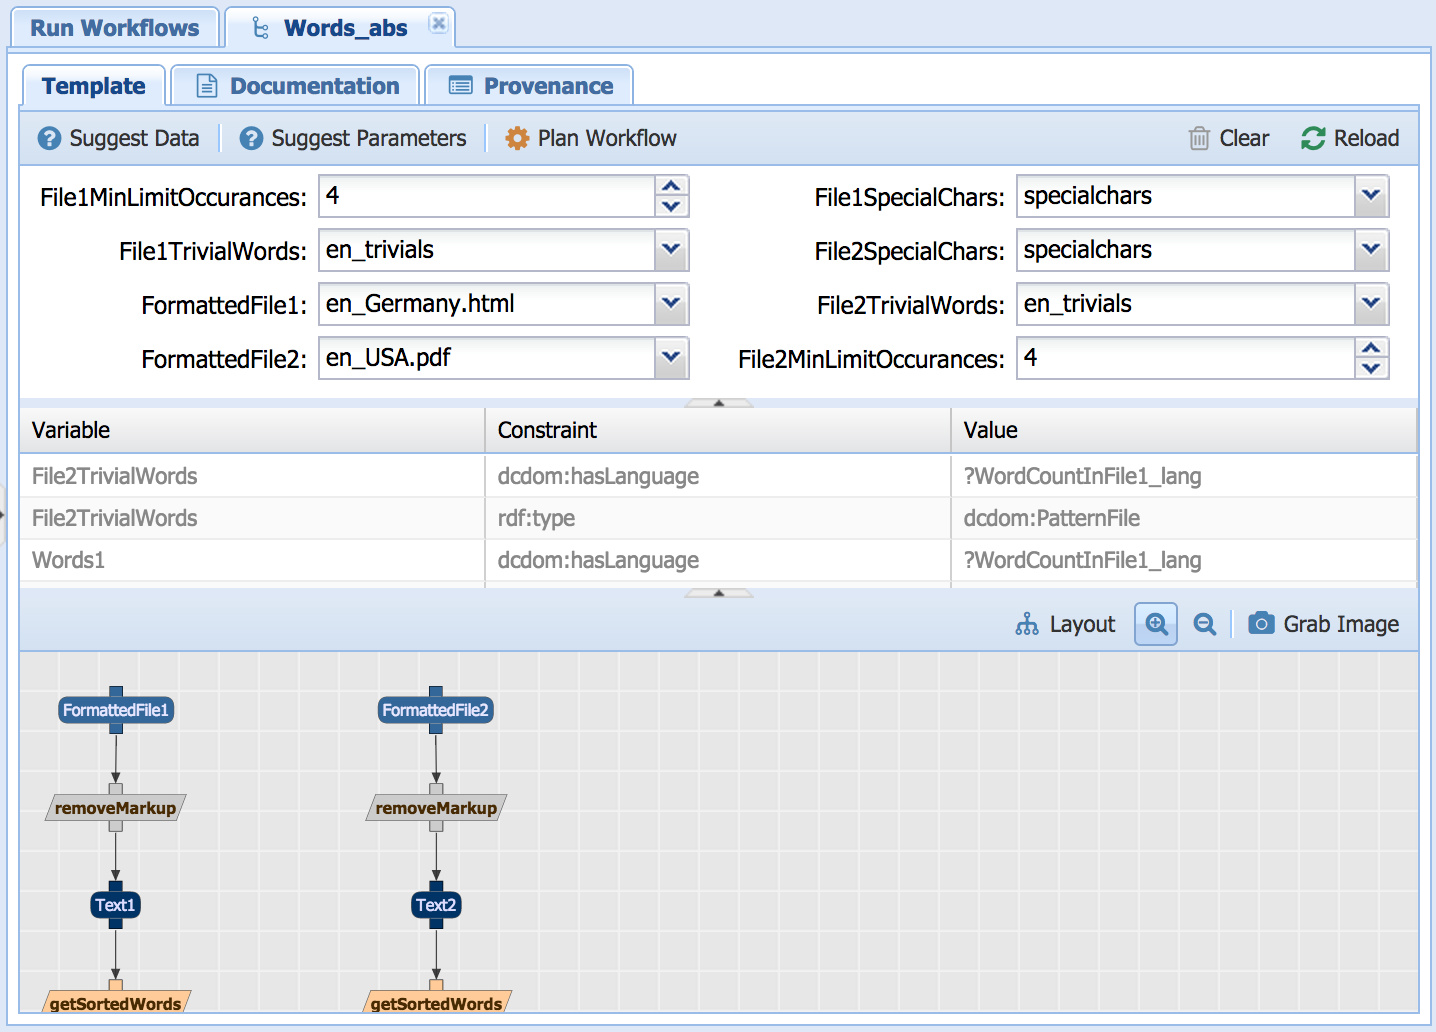 Run Workflows Words_abs
Template Documentation Provenance
Suggest Data Suggest Parameters Plan Workflow Clear Reload
File1MinLimitOccurances: 4 File1SpecialChars: specialchars
File1TrivialWords: en_trivials File2SpecialChars: specialchars
FormattedFile1: en_Germany.html File2TrivialWords: en_trivials
FormattedFile2: en_USA.pdf File2MinLimitOccurances: 4
Variable Constraint Value
File2TrivialWords dcdom:hasLanguage ?WordCountInFile1_lang
File2TrivialWords rdf:type dcdom:PatternFile
Words1 dcdom:hasLanguage ?WordCountInFile1_lang
Layout Grab Image
FormattedFile1 FormattedFile2
removeMarkup removeMarkup
Text1 Text2
getSortedWords getSortedWords